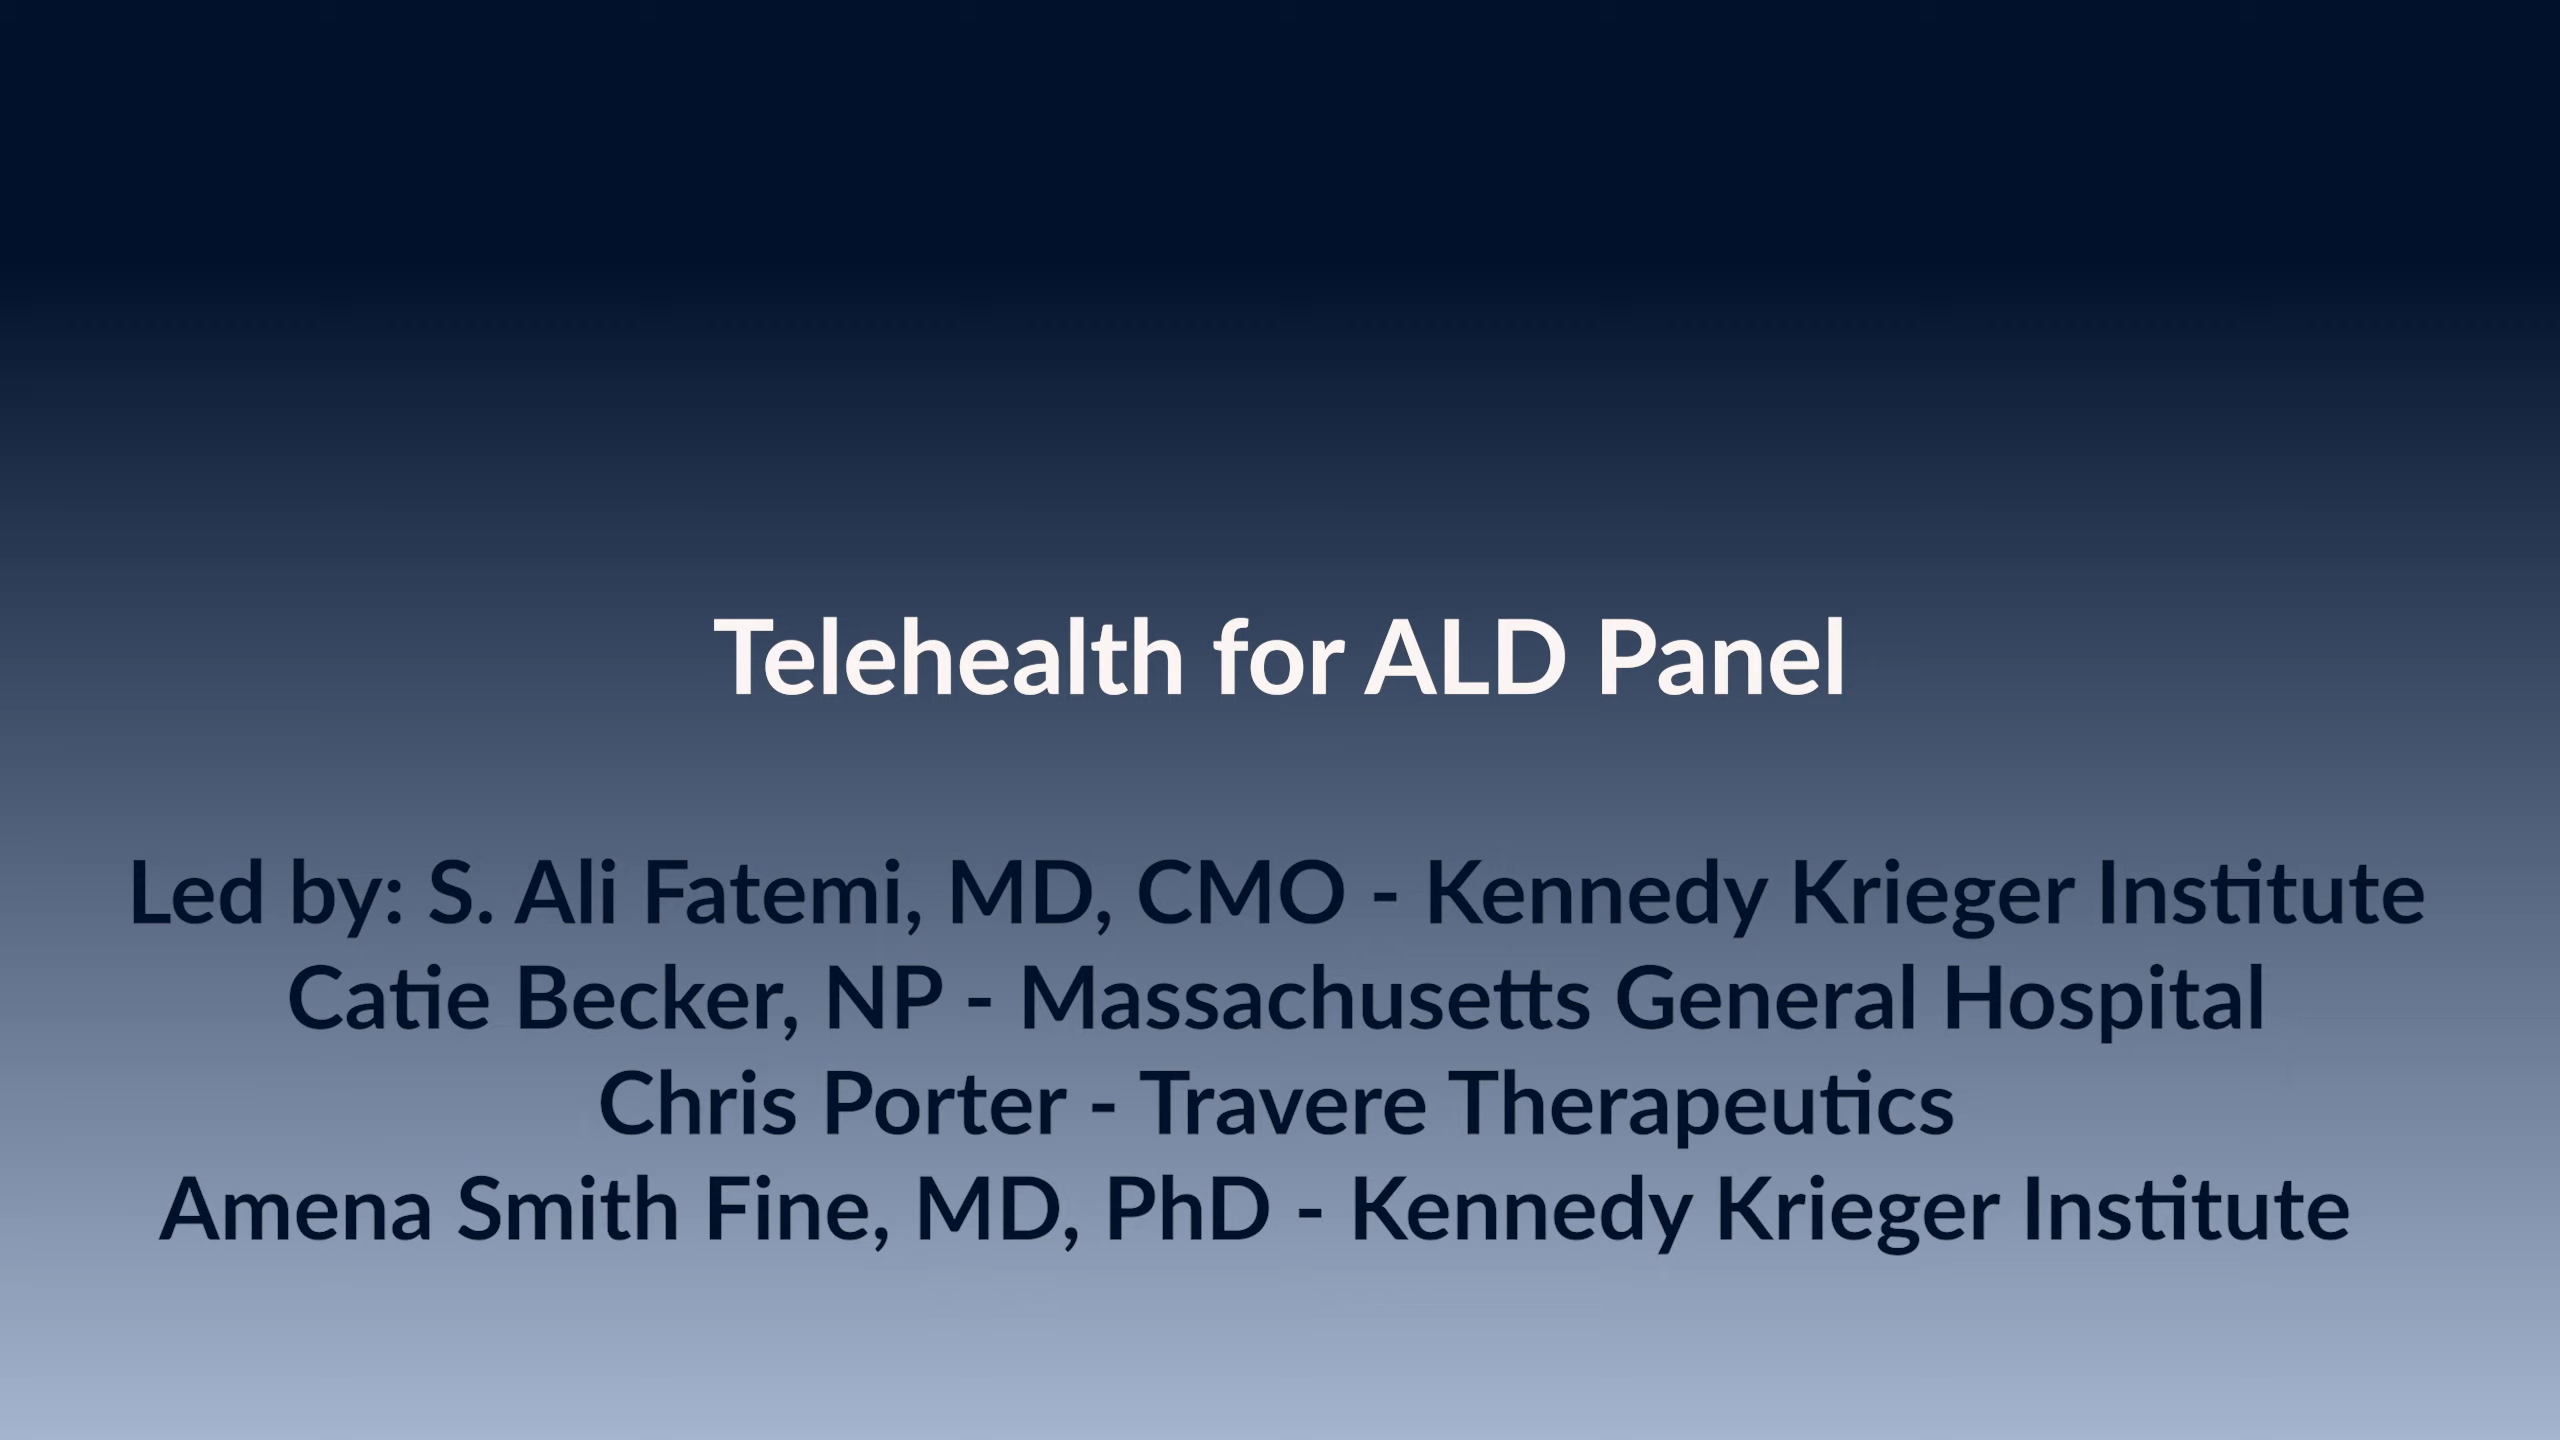 Telehealth for ALD Panel
Led by: S. Ali Fatemi, MD, CMO - Kennedy Krieger Institute
Catie Becker, NP - Massachusetts General Hospital
Chris Porter - Travere Therapeutics
Amena Smith Fine, MD, PhD - Kennedy Krieger Institute